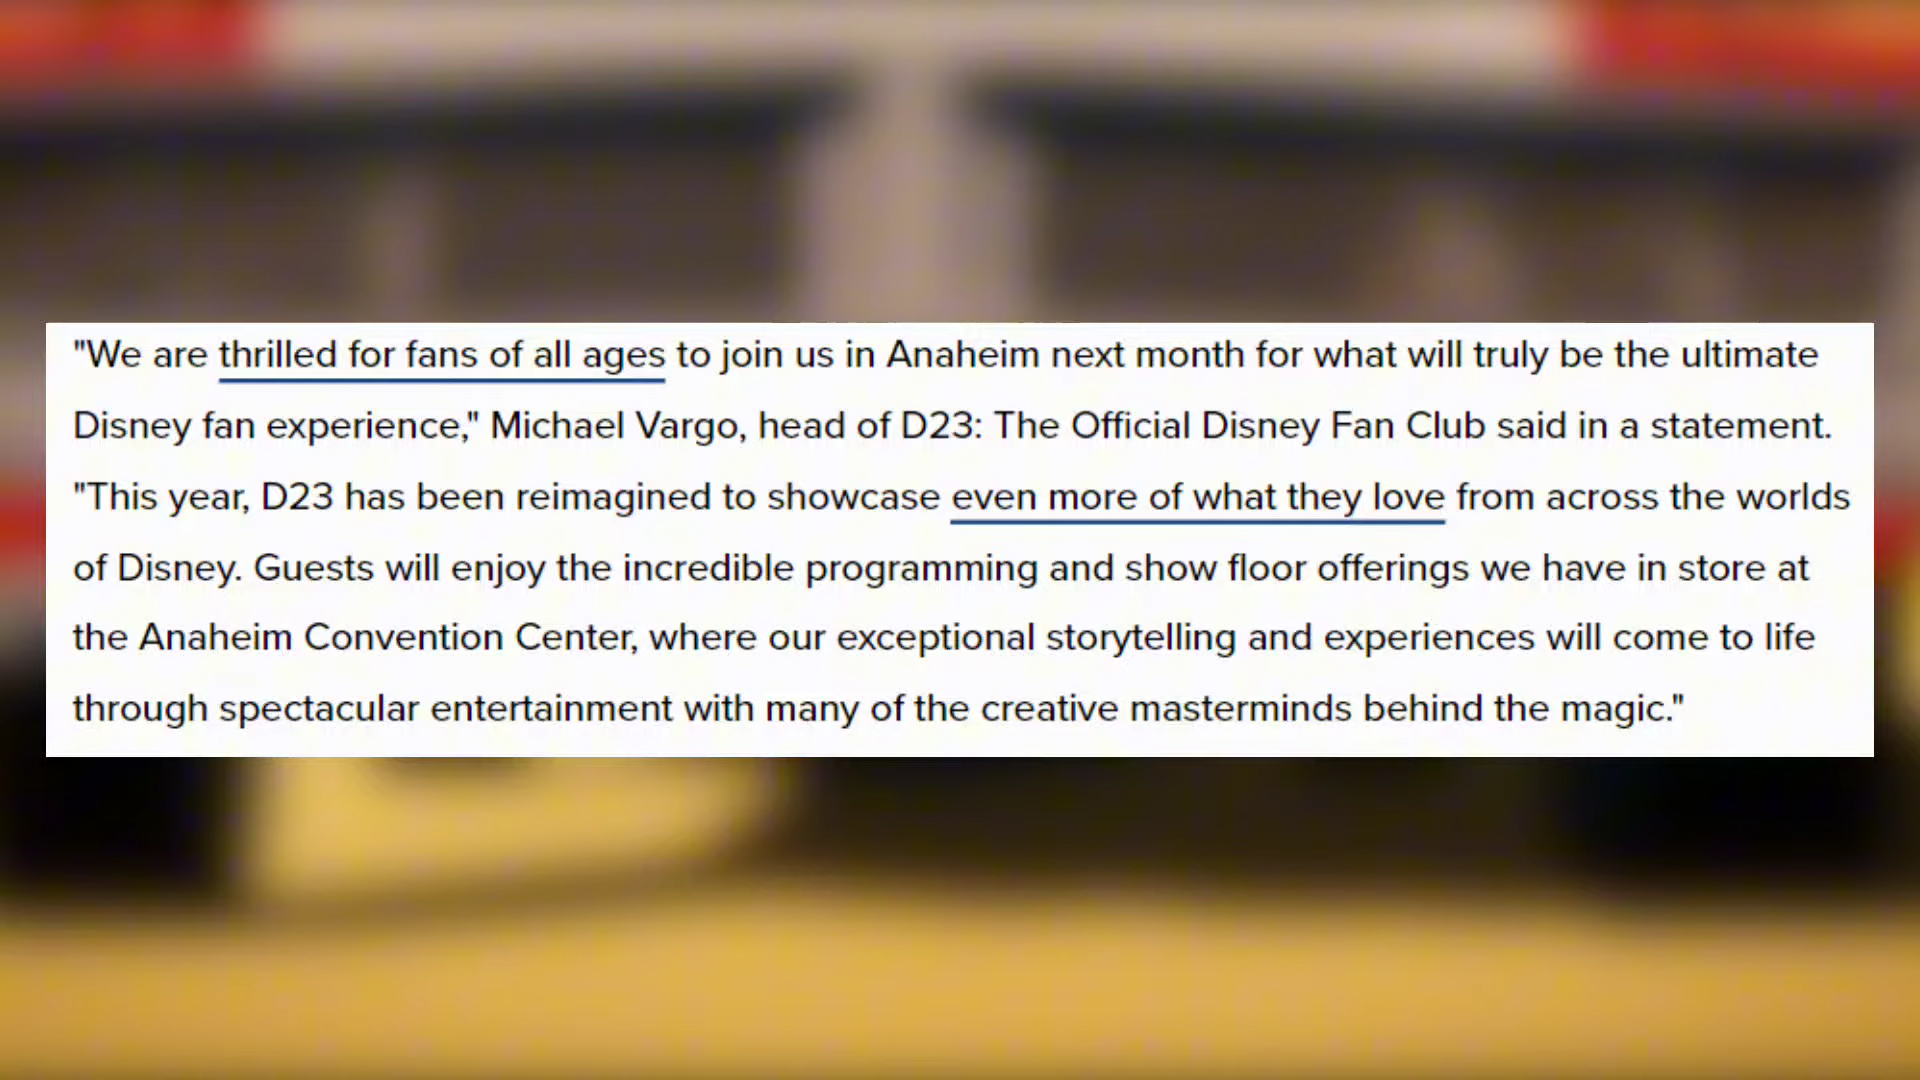 "We are thrilled for fans of all ages to join us in Anaheim next month for what will truly be the ultimate
Disney fan experience," Michael Vargo, head of D23: The Official Disney Fan Club said in a statement.
"This year, D23 has been reimagined to showcase even more of what they love from across the worlds
of Disney. Guests will enjoy the incredible programming and show floor offerings we have in store at
the Anaheim Convention Center, where our exceptional storytelling and experiences will come to life
through spectacular entertainment with many of the creative masterminds behind the magic."